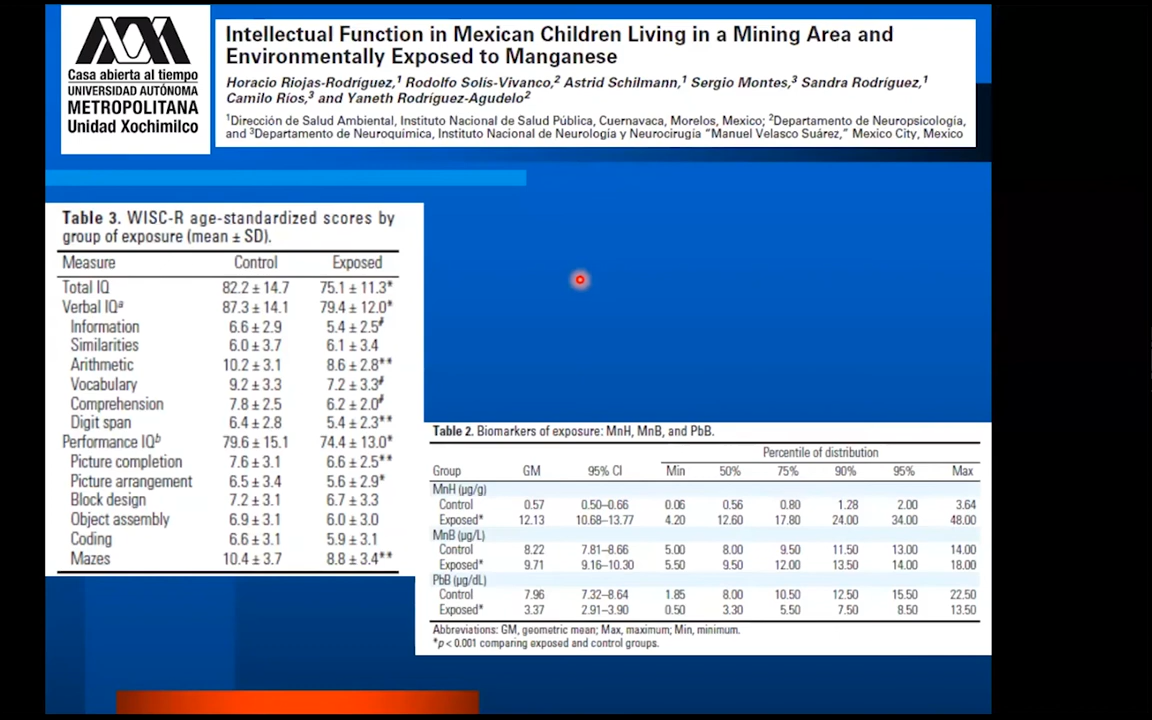 Casa abierta al tiempo
UNIVERSIDAD AUTÓNOMA
METROPOLITANA
Unidad Xochimilco
Intellectual Function in Mexican Children Living in a Mining Area and
Environmentally Exposed to Manganese
Horacio Riojas-Rodríguez,1 Rodolfo Solís-Vivanco,2 Astrid Schilmann,1 Sergio Montes,3 Sandra Rodríguez,1
Camilo Ríos,3 and Yaneth Rodríguez-Agudelo2
1Dirección de Salud Ambiental, Instituto Nacional de Salud Pública, Cuernavaca, Morelos, Mexico; 2Departamento de Neuropsicología,
and 3Departamento de Neuroquímica, Instituto Nacional de Neurología y Neurocirugía “Manuel Velasco Suárez,” Mexico City, Mexico
Table 3. WISC-R age-standardized scores by
group of exposure (mean ± SD).
Measure Control Exposed
Total IQ 82.2 ± 14.7 75.1 ± 11.3*
Verbal IQa 87.3 ± 14.1 79.4 ± 12.0*
Information 6.6 ± 2.9 5.4 ± 2.5#
Similarities 6.0 ± 3.7 6.1 ± 3.4
Arithmetic 10.2 ± 3.1 8.6 ± 2.8**
Vocabulary 9.2 ± 3.3 7.2 ± 3.3#
Comprehension 7.8 ± 2.5 6.2 ± 2.0#
Digit span 6.4 ± 2.8 5.4 ± 2.3**
Performance IQb 79.6 ± 15.1 74.4 ± 13.0*
Picture completion 7.6 ± 3.1 6.6 ± 2.5**
Picture arrangement 6.5 ± 3.4 5.6 ± 2.9*
Block design 7.2 ± 3.1 6.7 ± 3.3
Object assembly 6.9 ± 3.1 6.0 ± 3.0
Coding 6.6 ± 3.1 5.9 ± 3.1
Mazes 10.4 ± 3.7 8.8 ± 3.4**
Table 2. Biomarkers of exposure: MnH, MnB, and PbB.
Percentile of distribution
Group GM 95% CI Min 50% 75% 90% 95% Max
MnH (µg/g)
Control 0.57 0.50–0.66 0.06 0.56 0.80 1.28 2.00 3.64
Exposed* 12.13 10.68–13.77 4.20 12.60 17.80 24.00 34.00 48.00
MnB (µg/L)
Control 8.22 7.81–8.66 5.00 8.00 9.50 11.50 13.00 14.00
Exposed* 9.71 9.16–10.30 5.50 9.50 12.00 13.50 14.00 18.00
PbB (µg/dL)
Control 7.96 7.32–8.64 1.85 8.00 10.50 12.50 15.50 22.50
Exposed* 3.37 2.91–3.90 0.50 3.30 5.50 7.50 8.50 13.50
Abbreviations: GM, geometric mean; Max, maximum; Min, minimum.
*p < 0.001 comparing exposed and control groups.